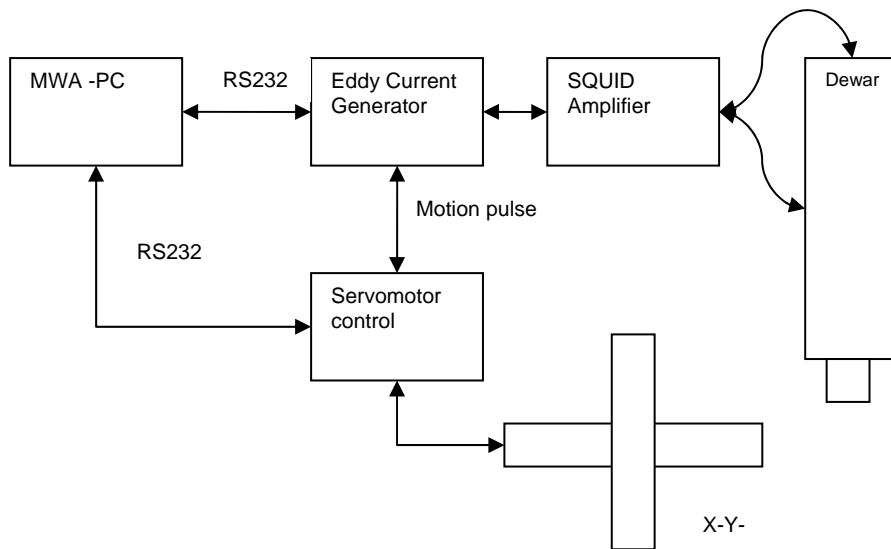 MWA -PC
RS232
Eddy Current
Generator
SQUID
Amplifier
Dewar
Motion pulse
RS232
Servomotor
control
X-Y-